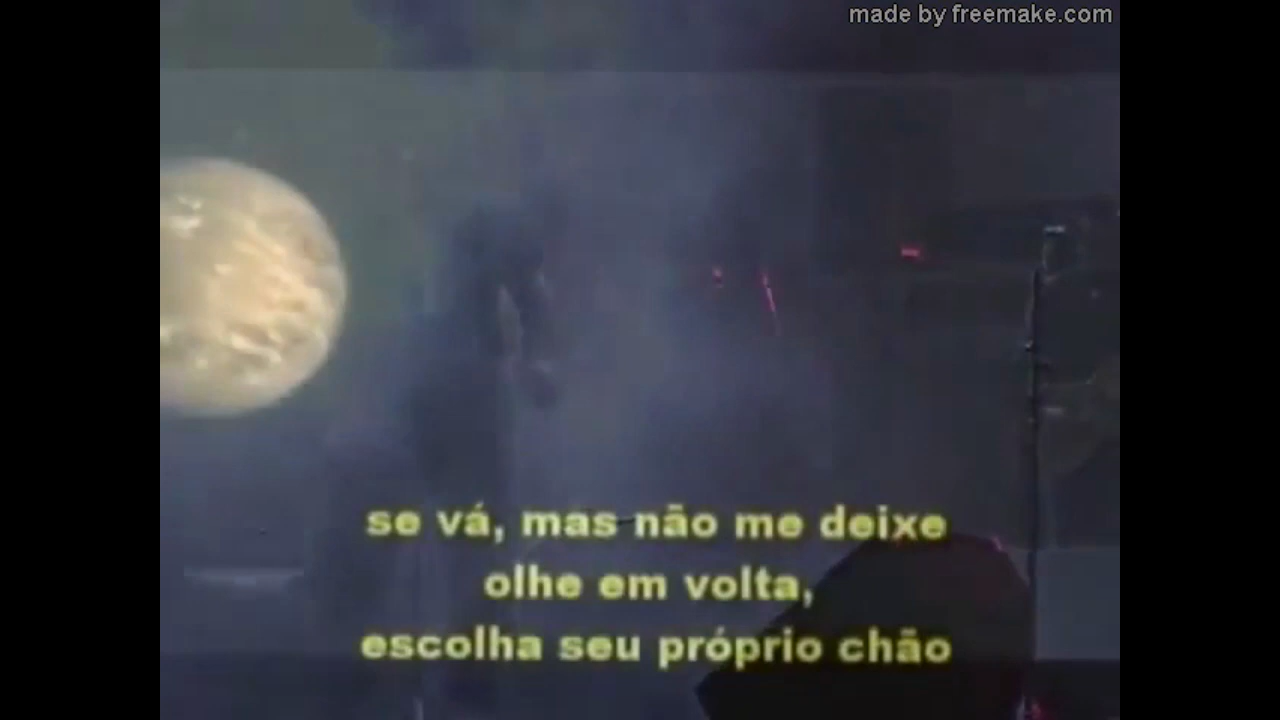 made by freemake.com
se vá, mas não me deixe
olhe em volta,
escolha seu próprio chão